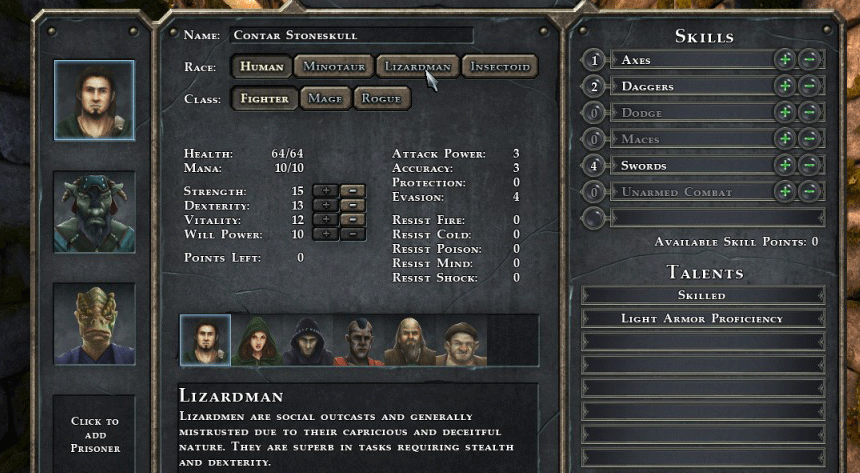 Name: Contar Stoneskull
Race: Human Minotaur Lizardman Insectoid
Class: Fighter Mage Rogue
Health: 64/64
Mana: 10/10
Strength: 15 + -
Dexterity: 13 + -
Vitality: 12 + -
Will Power: 10 + -
Points Left: 0
Attack Power: 3
Accuracy: 3
Protection: 0
Evasion: 4
Resist Fire: 0
Resist Cold: 0
Resist Poison: 0
Resist Mind: 0
Resist Shock: 0
Lizardman
Lizardmen are social outcasts and generally
mistrusted due to their capricious and deceitful
nature. They are superb in tasks requiring stealth
and dexterity.
Click to
add
Prisoner
Skills
1 Axes + -
2 Daggers + -
0 Dodge + -
0 Maces + -
4 Swords + -
0 Unarmed Combat + -
Available Skill Points: 0
Talents
Skilled
Light Armor Proficiency